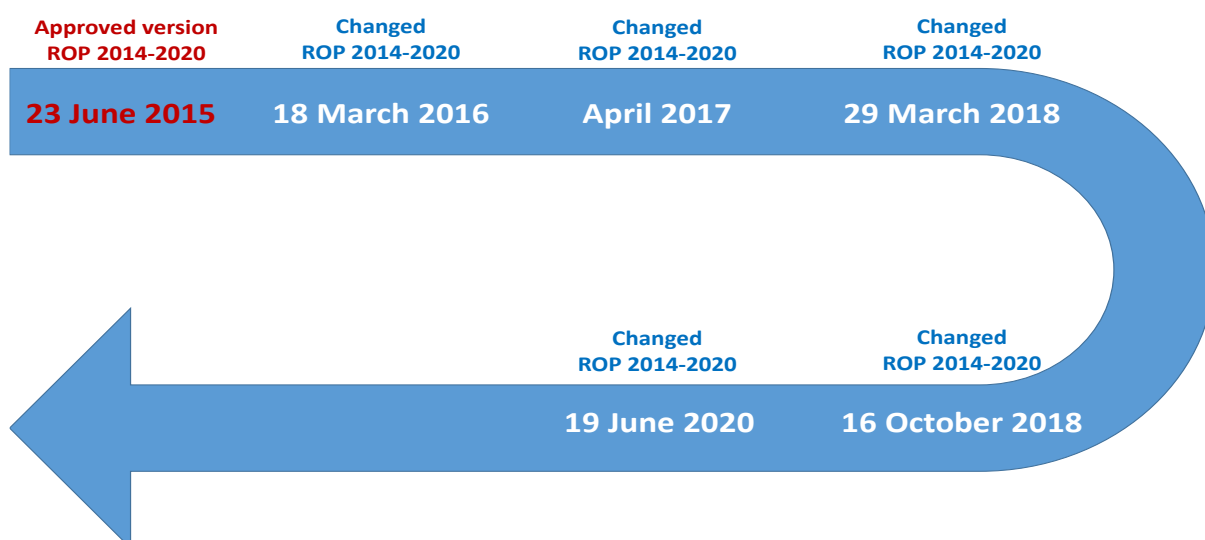 Approved version
ROP 2014-2020
23 June 2015
Changed
ROP 2014-2020
18 March 2016
Changed
ROP 2014-2020
April 2017
Changed
ROP 2014-2020
29 March 2018
Changed
ROP 2014-2020
16 October 2018
Changed
ROP 2014-2020
19 June 2020